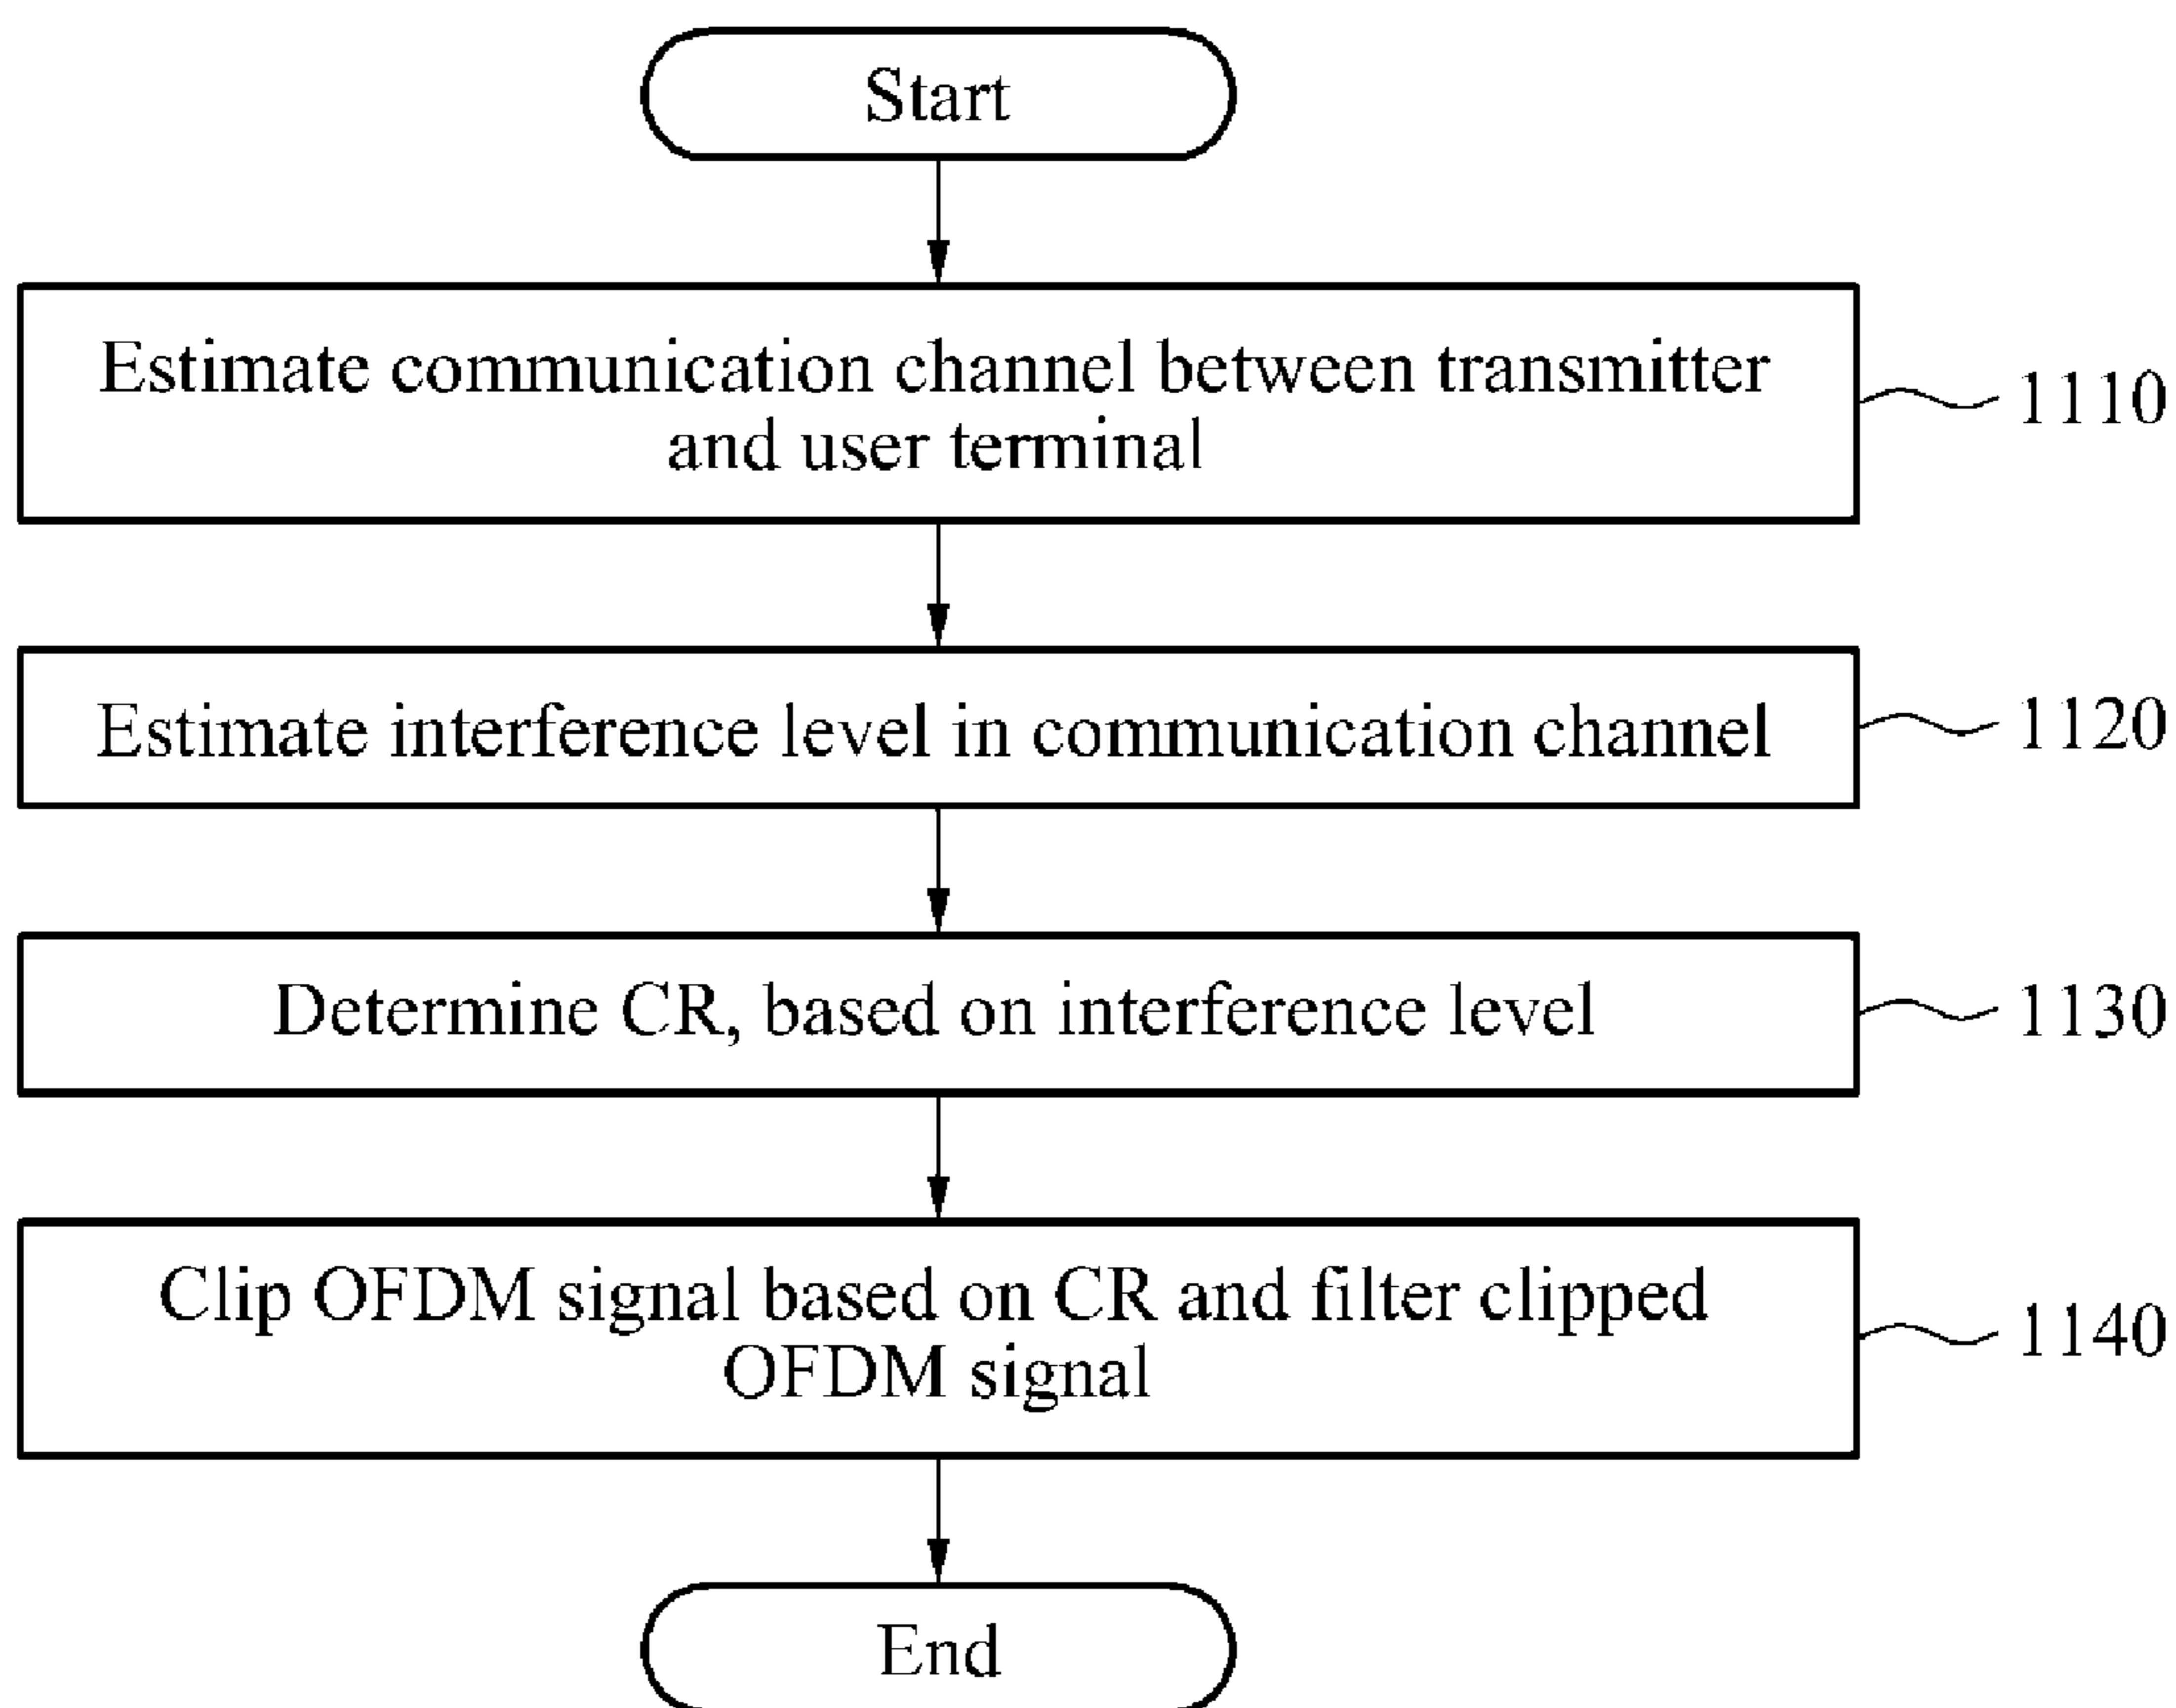 Start
Estimate communication channel between transmitter
and user terminal
1110
Estimate interference level in communication channel
1120
Determine CR, based on interference level
1130
Clip OFDM signal based on CR and filter clipped
OFDM signal
1140
End